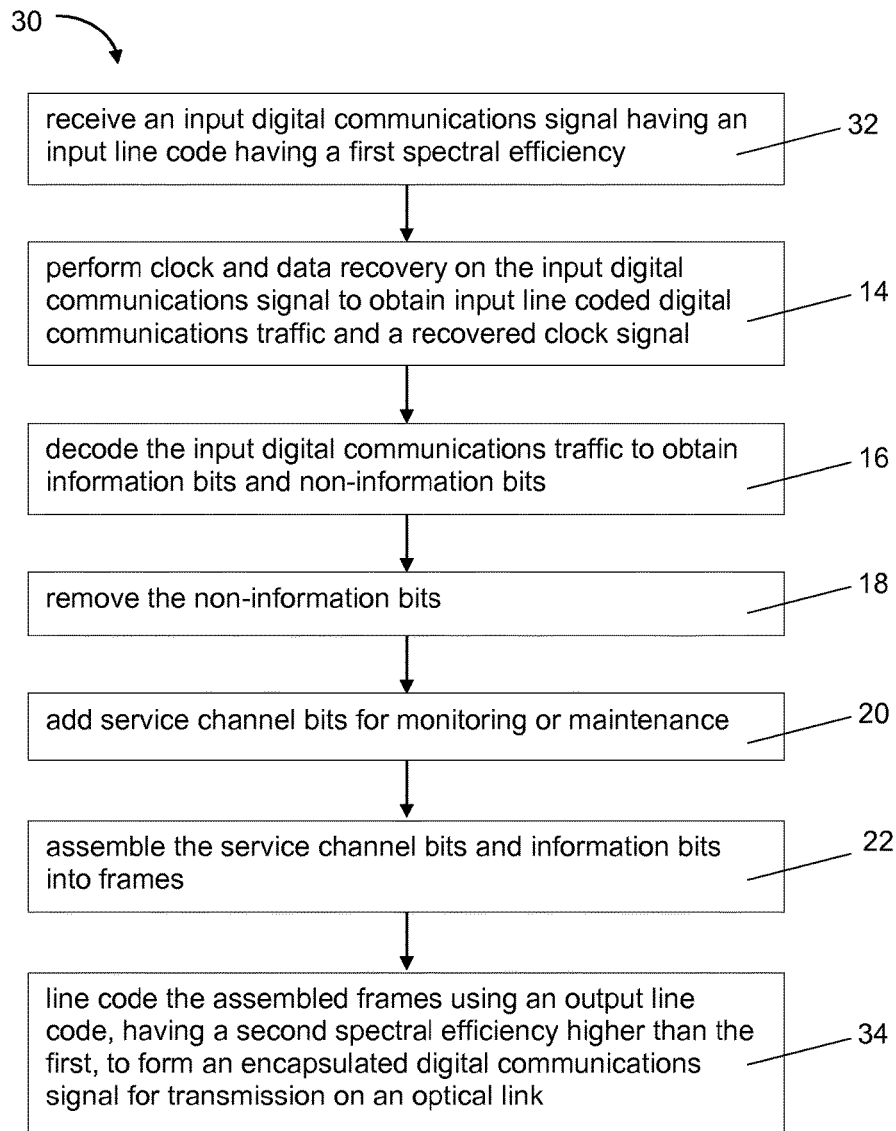 30
receive an input digital communications signal having an
input line code having a first spectral efficiency
32
perform clock and data recovery on the input digital
communications signal to obtain input line coded digital
communications traffic and a recovered clock signal
14
decode the input digital communications traffic to obtain
information bits and non-information bits
16
remove the non-information bits
18
add service channel bits for monitoring or maintenance
20
assemble the service channel bits and information bits
into frames
22
line code the assembled frames using an output line
code, having a second spectral efficiency higher than the
first, to form an encapsulated digital communications
signal for transmission on an optical link
34